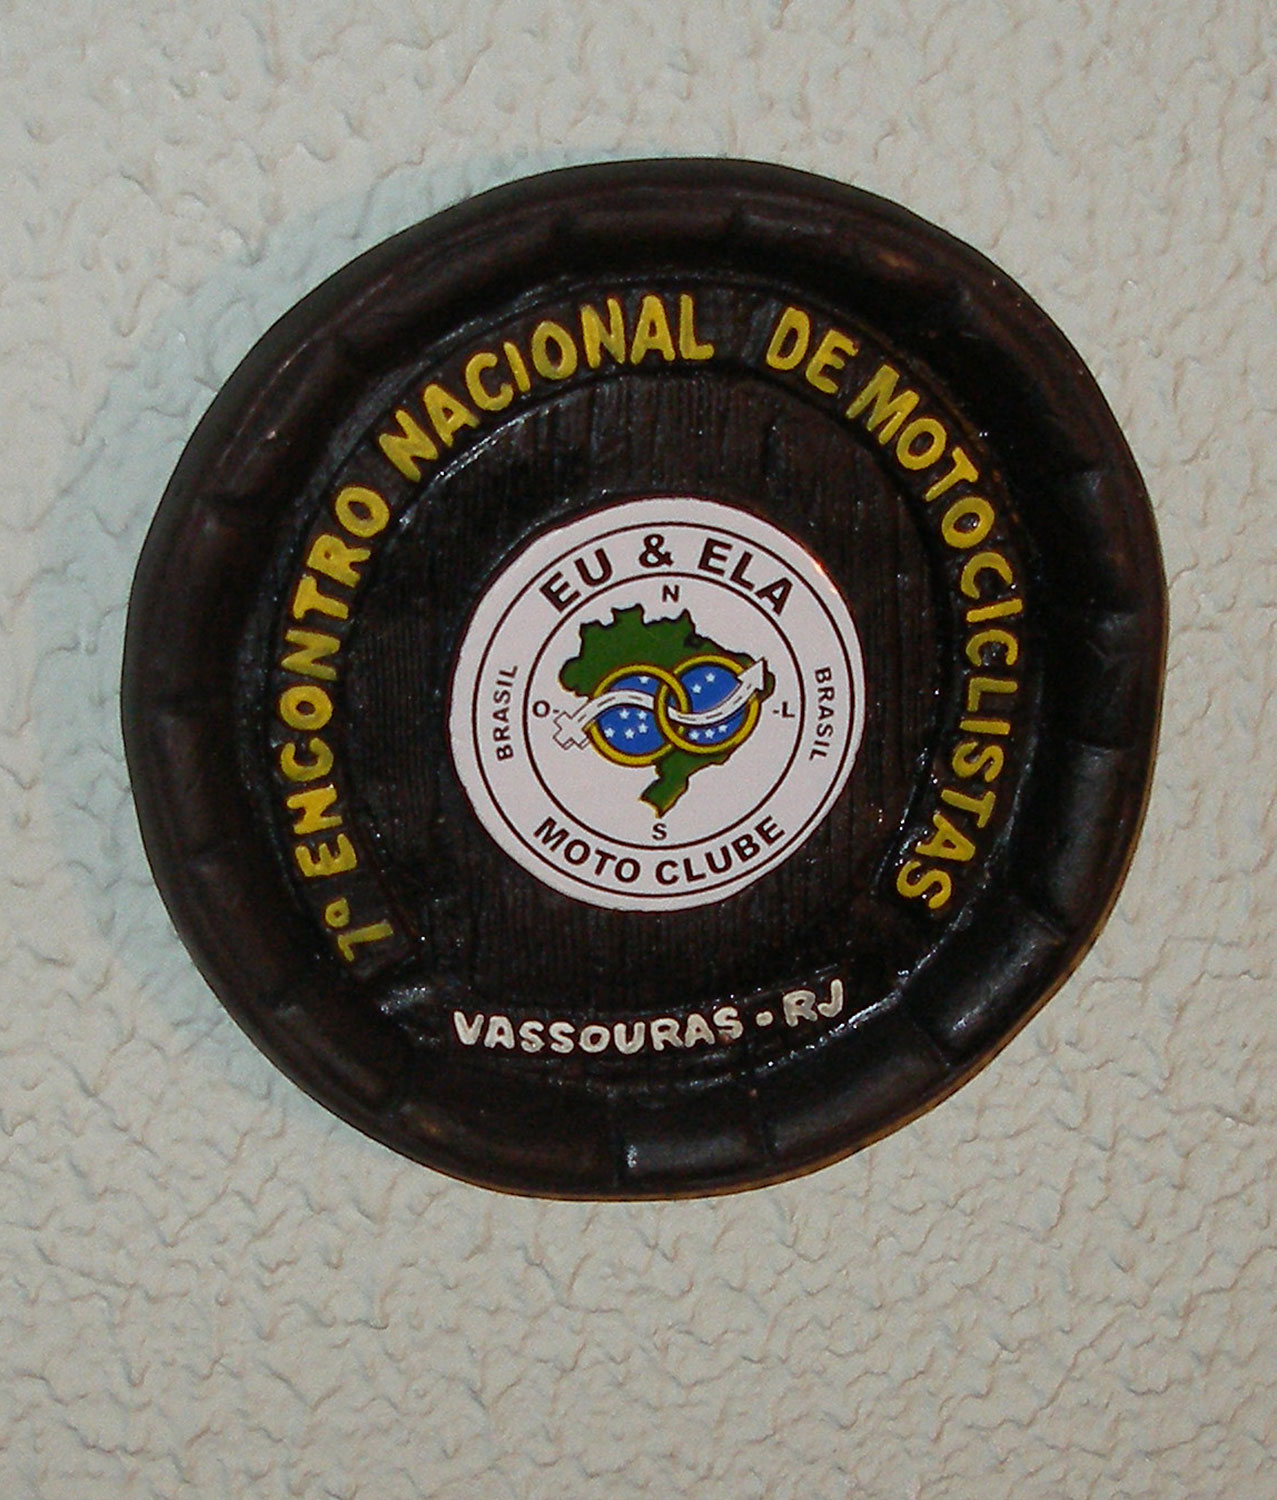 7º ENCONTRO NACIONAL DE MOTOCICLISTAS
EU & ELA
N
BRASIL
O-
-L
BRASIL
S
MOTO CLUBE
VASSOURAS-RJ